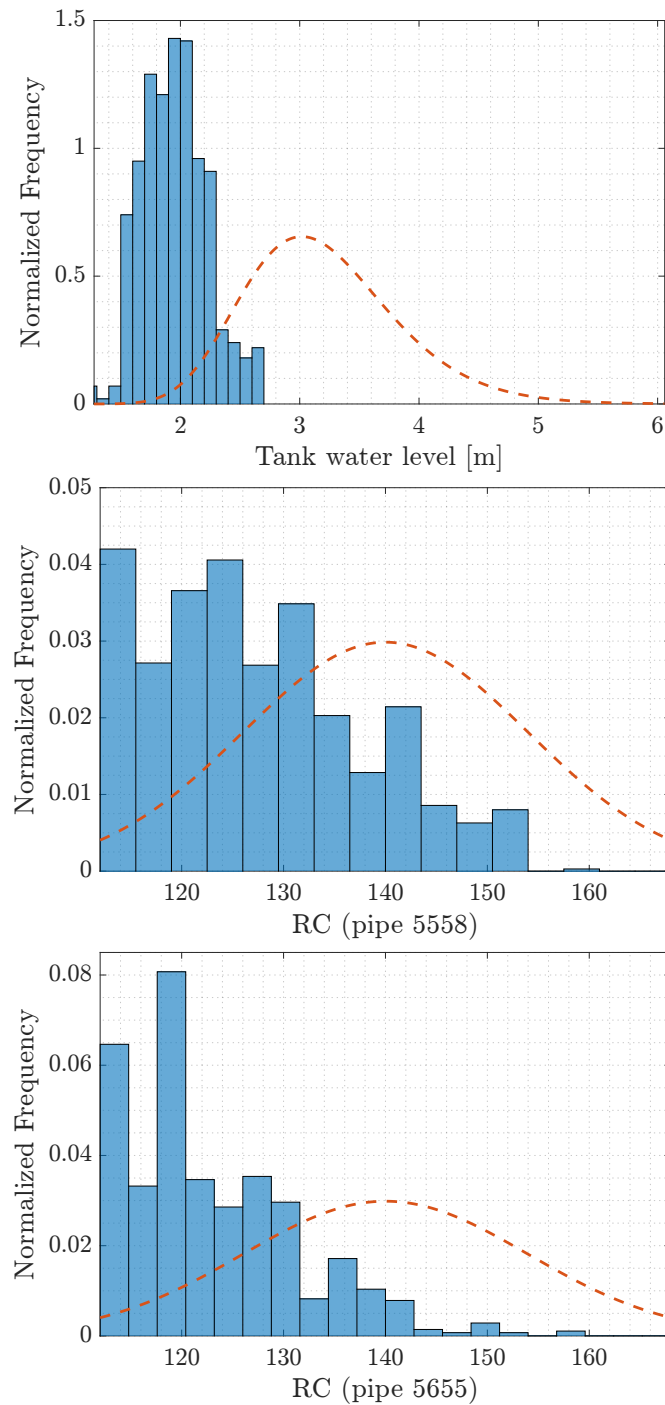 1.5
1
0.5
0
Normalized Frequency
2 3 4 5 6
Tank water level [m]
0.05
0.04
0.03
0.02
0.01
0
Normalized Frequency
120 130 140 150 160
RC (pipe 5558)
0.08
0.06
0.04
0.02
0
Normalized Frequency
120 130 140 150 160
RC (pipe 5655)